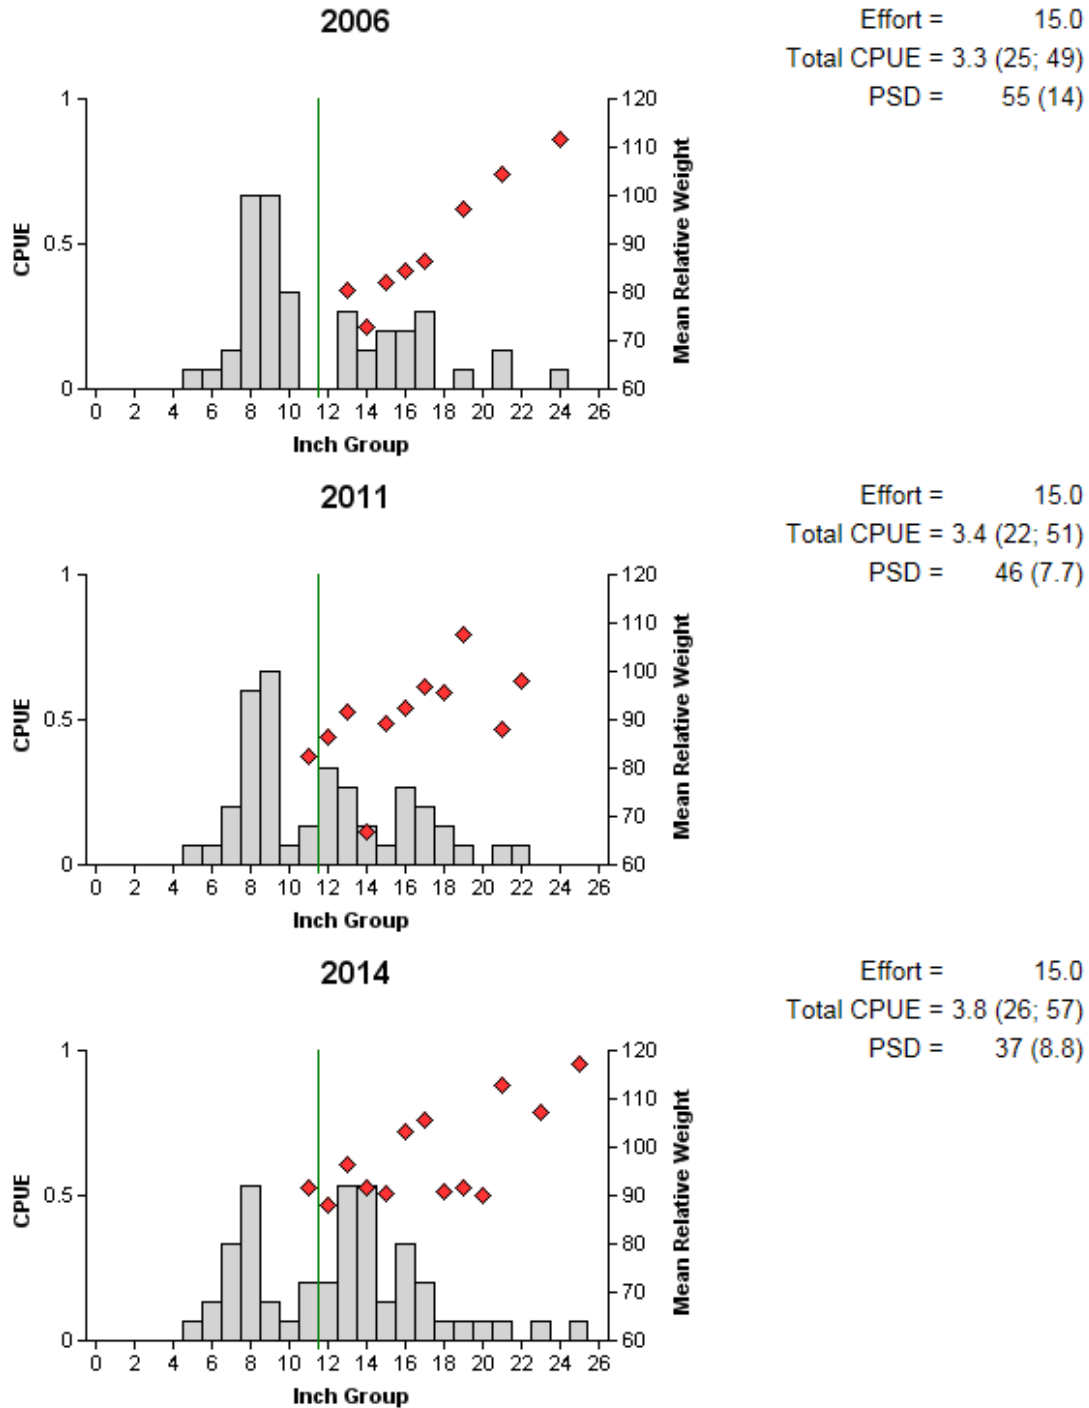 2006
Effort = 15.0
Total CPUE = 3.3 (25; 49)
PSD = 55 (14)
1
0.5
0
CPUE
120
110
100
90
80
70
60
Mean Relative Weight
0 2 4 6 8 10 12 14 16 18 20 22 24 26
Inch Group
2011
Effort = 15.0
Total CPUE = 3.4 (22; 51)
PSD = 46 (7.7)
1
0.5
0
CPUE
120
110
100
90
80
70
60
Mean Relative Weight
0 2 4 6 8 10 12 14 16 18 20 22 24 26
Inch Group
2014
Effort = 15.0
Total CPUE = 3.8 (26; 57)
PSD = 37 (8.8)
1
0.5
0
CPUE
120
110
100
90
80
70
60
Mean Relative Weight
0 2 4 6 8 10 12 14 16 18 20 22 24 26
Inch Group